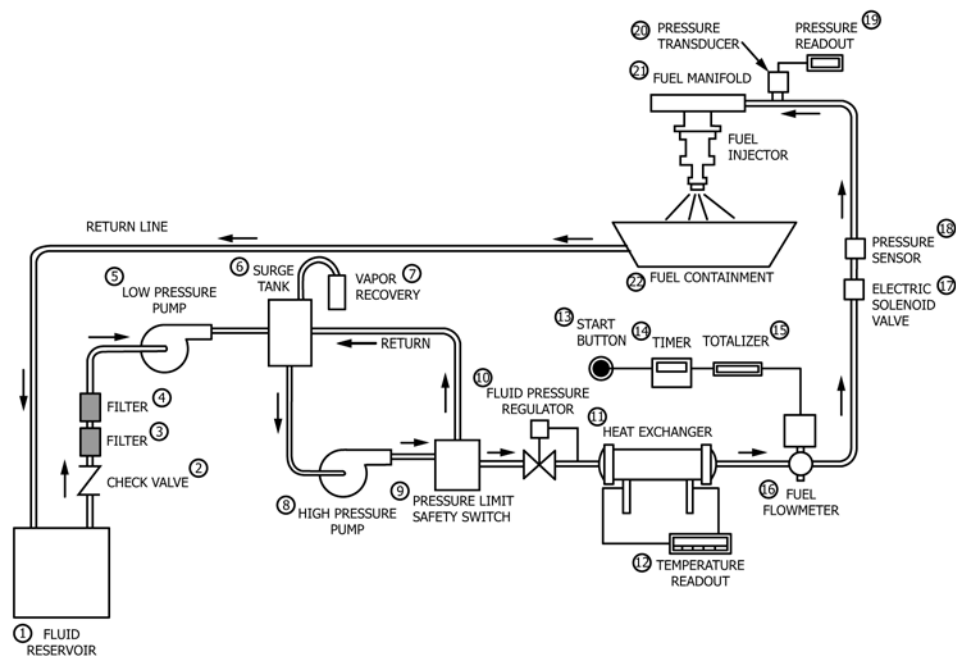 20 PRESSURE TRANSDUCER
PRESSURE READOUT 19
21 FUEL MANIFOLD
FUEL INJECTOR
RETURN LINE
18 PRESSURE SENSOR
22 FUEL CONTAINMENT
5 LOW PRESSURE PUMP
6 SURGE TANK
VAPOR RECOVERY 7
ELECTRIC SOLENOID VALVE 17
13 START BUTTON
14 TIMER
TOTALIZER 15
RETURN
10 FLUID PRESSURE REGULATOR
FILTER 4
FILTER 3
11 HEAT EXCHANGER
CHECK VALVE 2
8 HIGH PRESSURE PUMP
9 PRESSURE LIMIT SAFETY SWITCH
16 FUEL FLOWMETER
12 TEMPERATURE READOUT
1 FLUID RESERVOIR